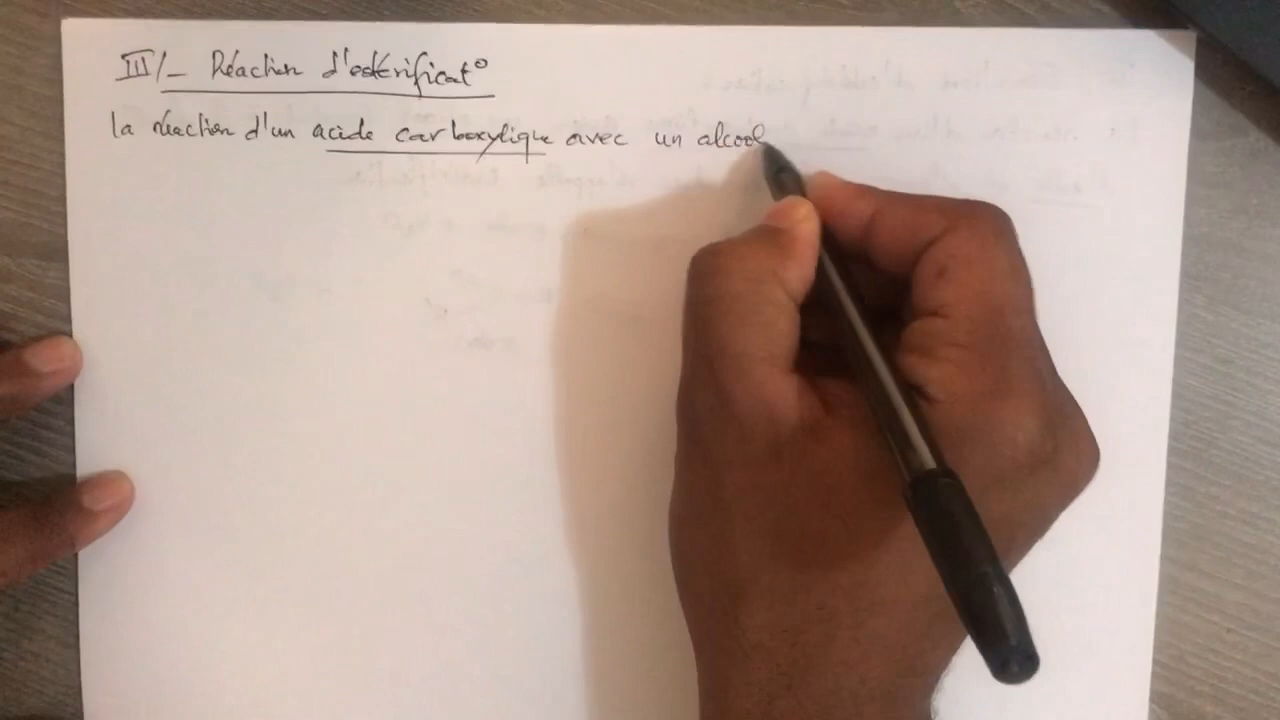 III/_ Réaction d'estérificat°
la réaction d'un acide carboxylique avec un alcool